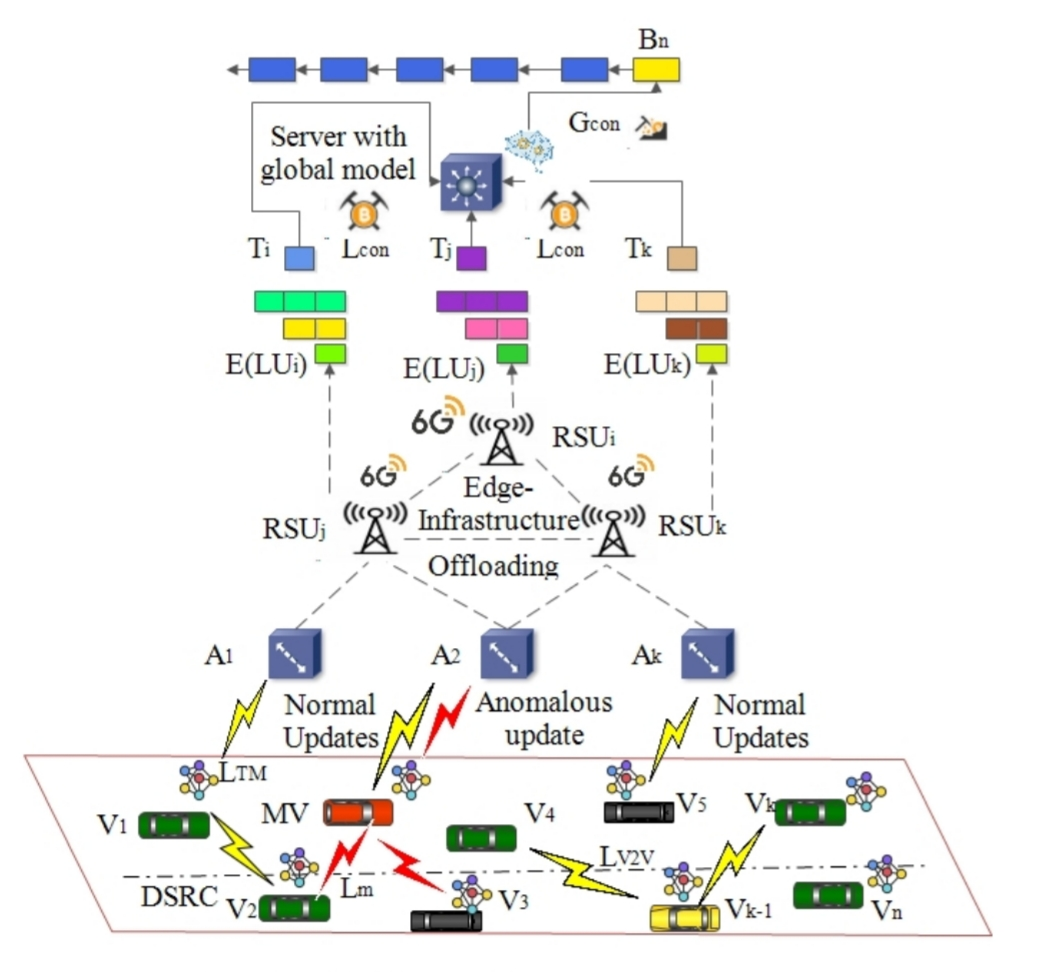 Bn
Gcon
Server with
global model
B
B
Ti
Lcon
Tj
Lcon
Tk
E(LUi)
E(LUj)
E(LUk)
6G
RSUi
6G
6G
Edge-
Infrastructure
RSUj
RSUk
Offloading
A1
A2
Ak
Normal
Updates
Anomalous
update
Normal
Updates
LTM
V1
MV
V4
V5
Vk
LV2V
DSRC
V2
Lm
V3
Vk-1
Vn